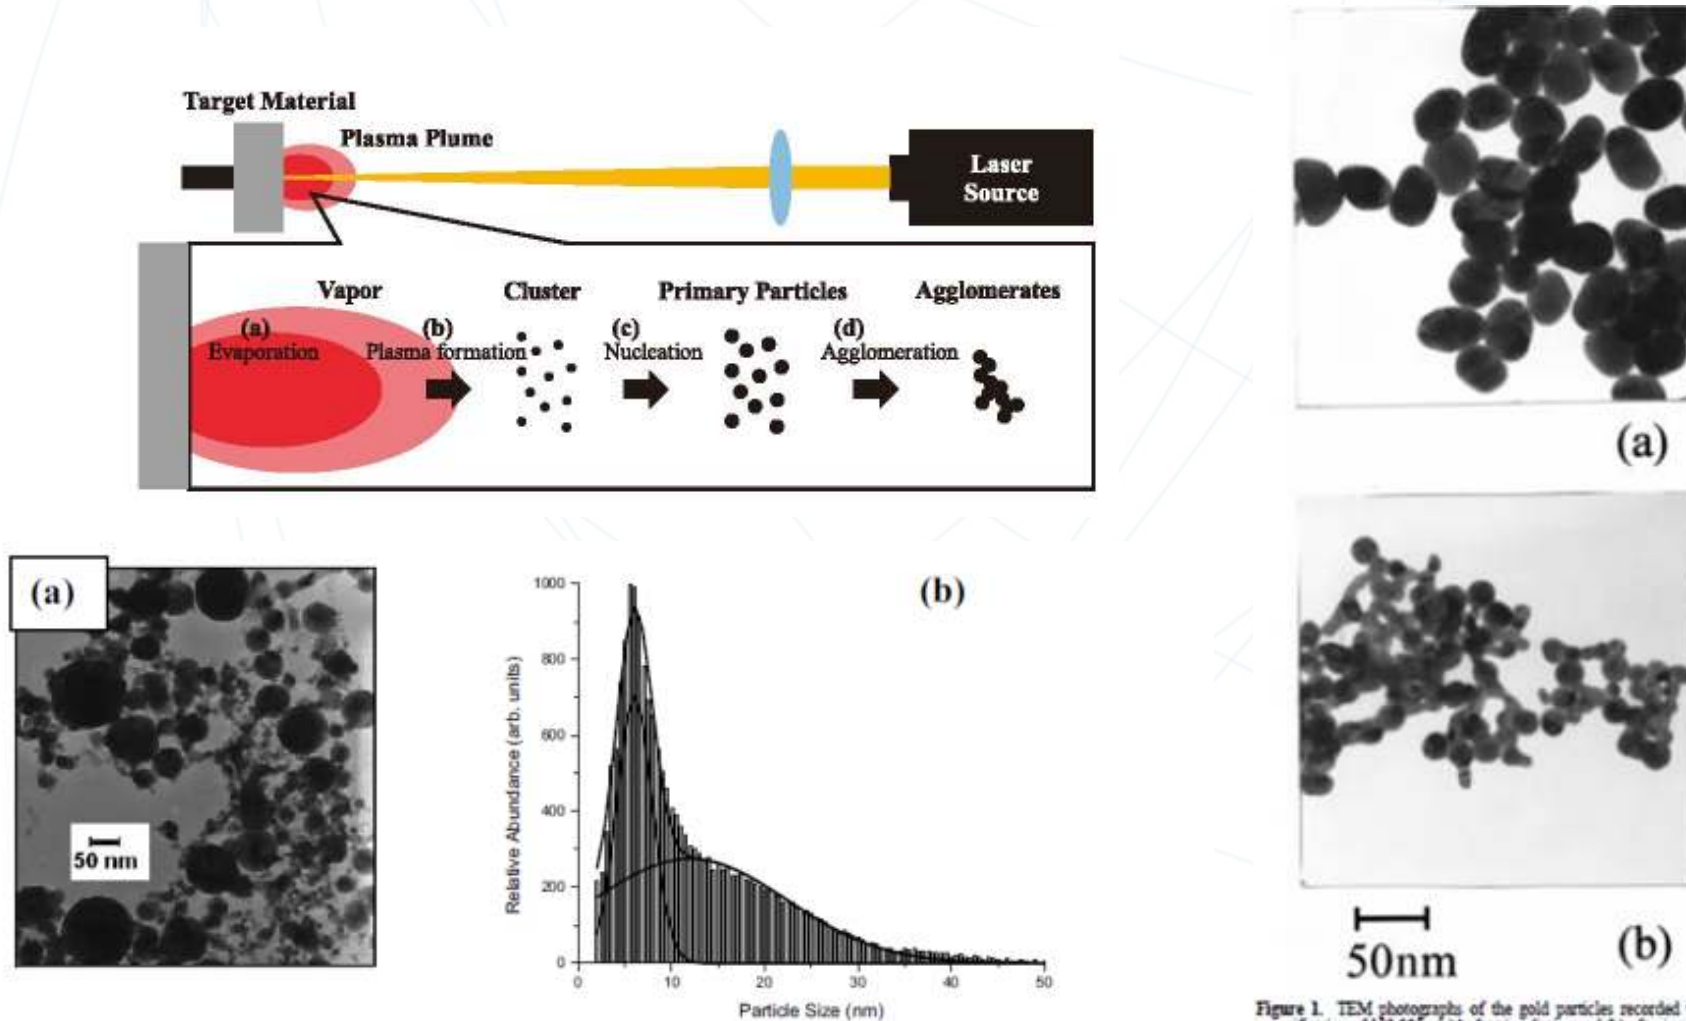 Target Material
Plasma Plume
Laser
Source
Vapor
Cluster
Primary Particles
Agglomerates
(a)
(b)
(c)
(d)
Evaporation
Plasma formation
Nucleation
Agglomeration
(a)
50 nm
(b)
Relative Abundance (arb. units)
1000
800
600
400
200
0
0 10 20 30 40 50
Particle Size (nm)
(a)
50nm
(b)
Figure 1. TEM photographs of the gold particles recorded